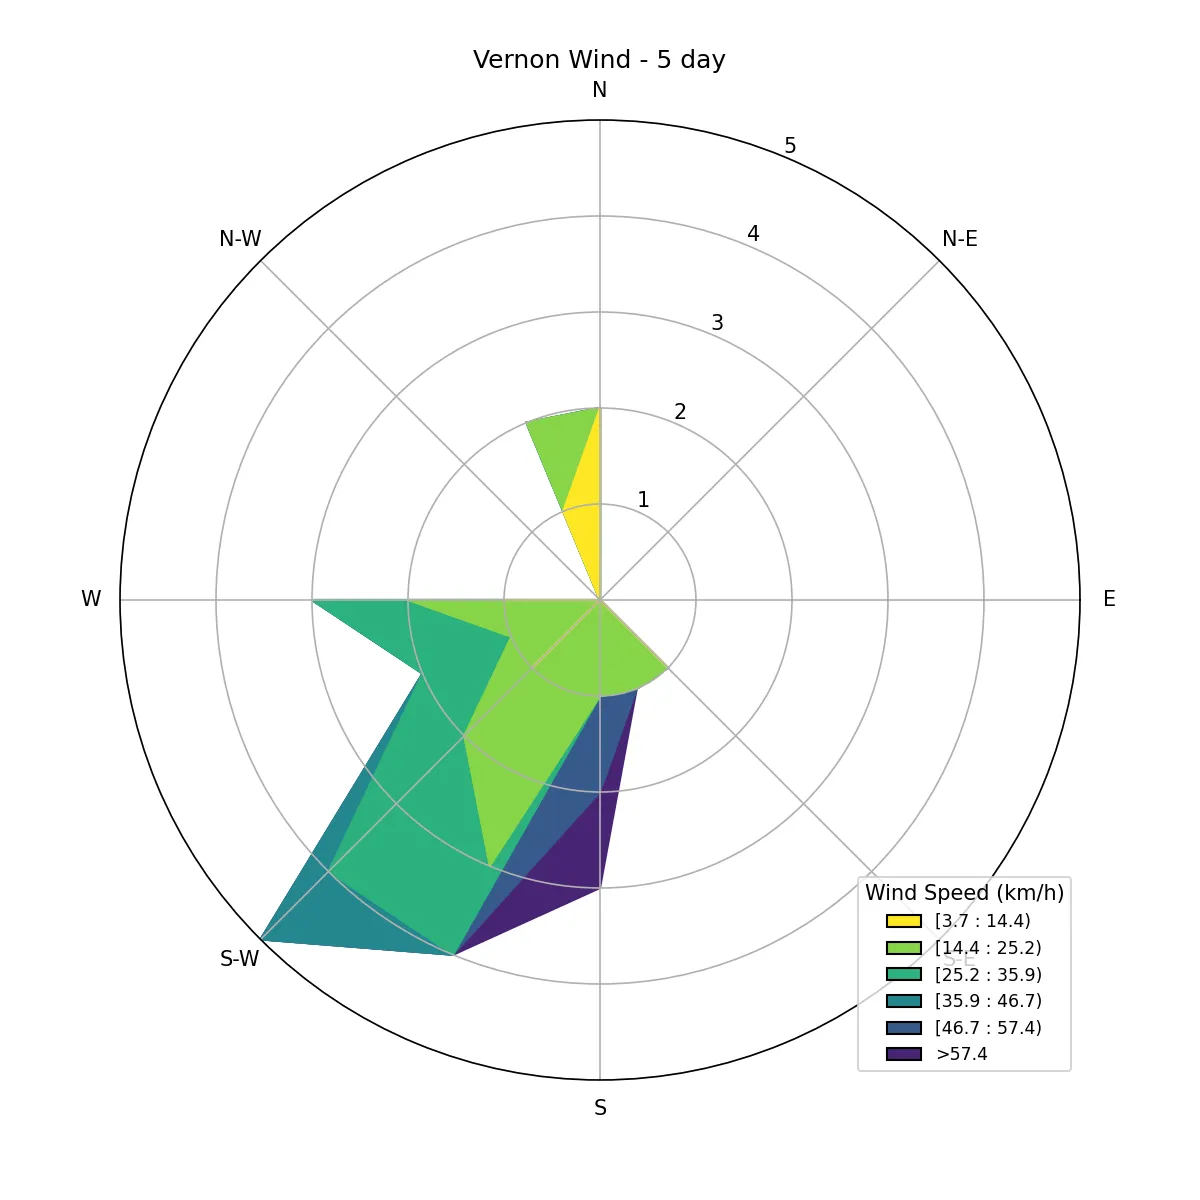 Vernon Wind - 5 day
N
5
N-W
N-E
4
3
2
1
W
E
Wind Speed (km/h)
[3.7 : 14.4)
[14.4 : 25.2)
S-W
S-E
[25.2 : 35.9)
[35.9 : 46.7)
[46.7 : 57.4)
>57.4
S